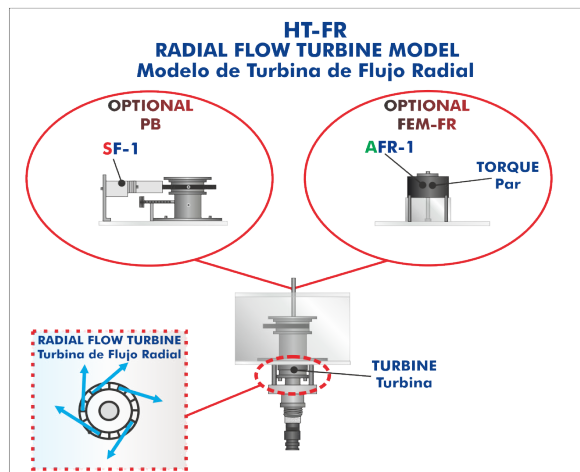 HT-FR
RADIAL FLOW TURBINE MODEL
Modelo de Turbina de Flujo Radial
OPTIONAL
PB
SF-1
OPTIONAL
FEM-FR
AFR-1
TORQUE
Par
RADIAL FLOW TURBINE
Turbina de Flujo Radial
TURBINE
Turbina